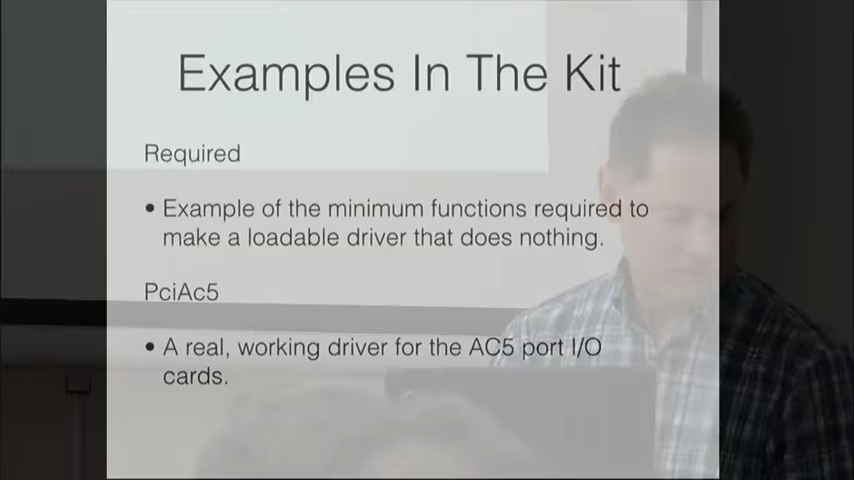 Examples In The Kit
Required
• Example of the minimum functions required to
make a loadable driver that does nothing.
PciAc5
• A real, working driver for the AC5 port I/O
cards.